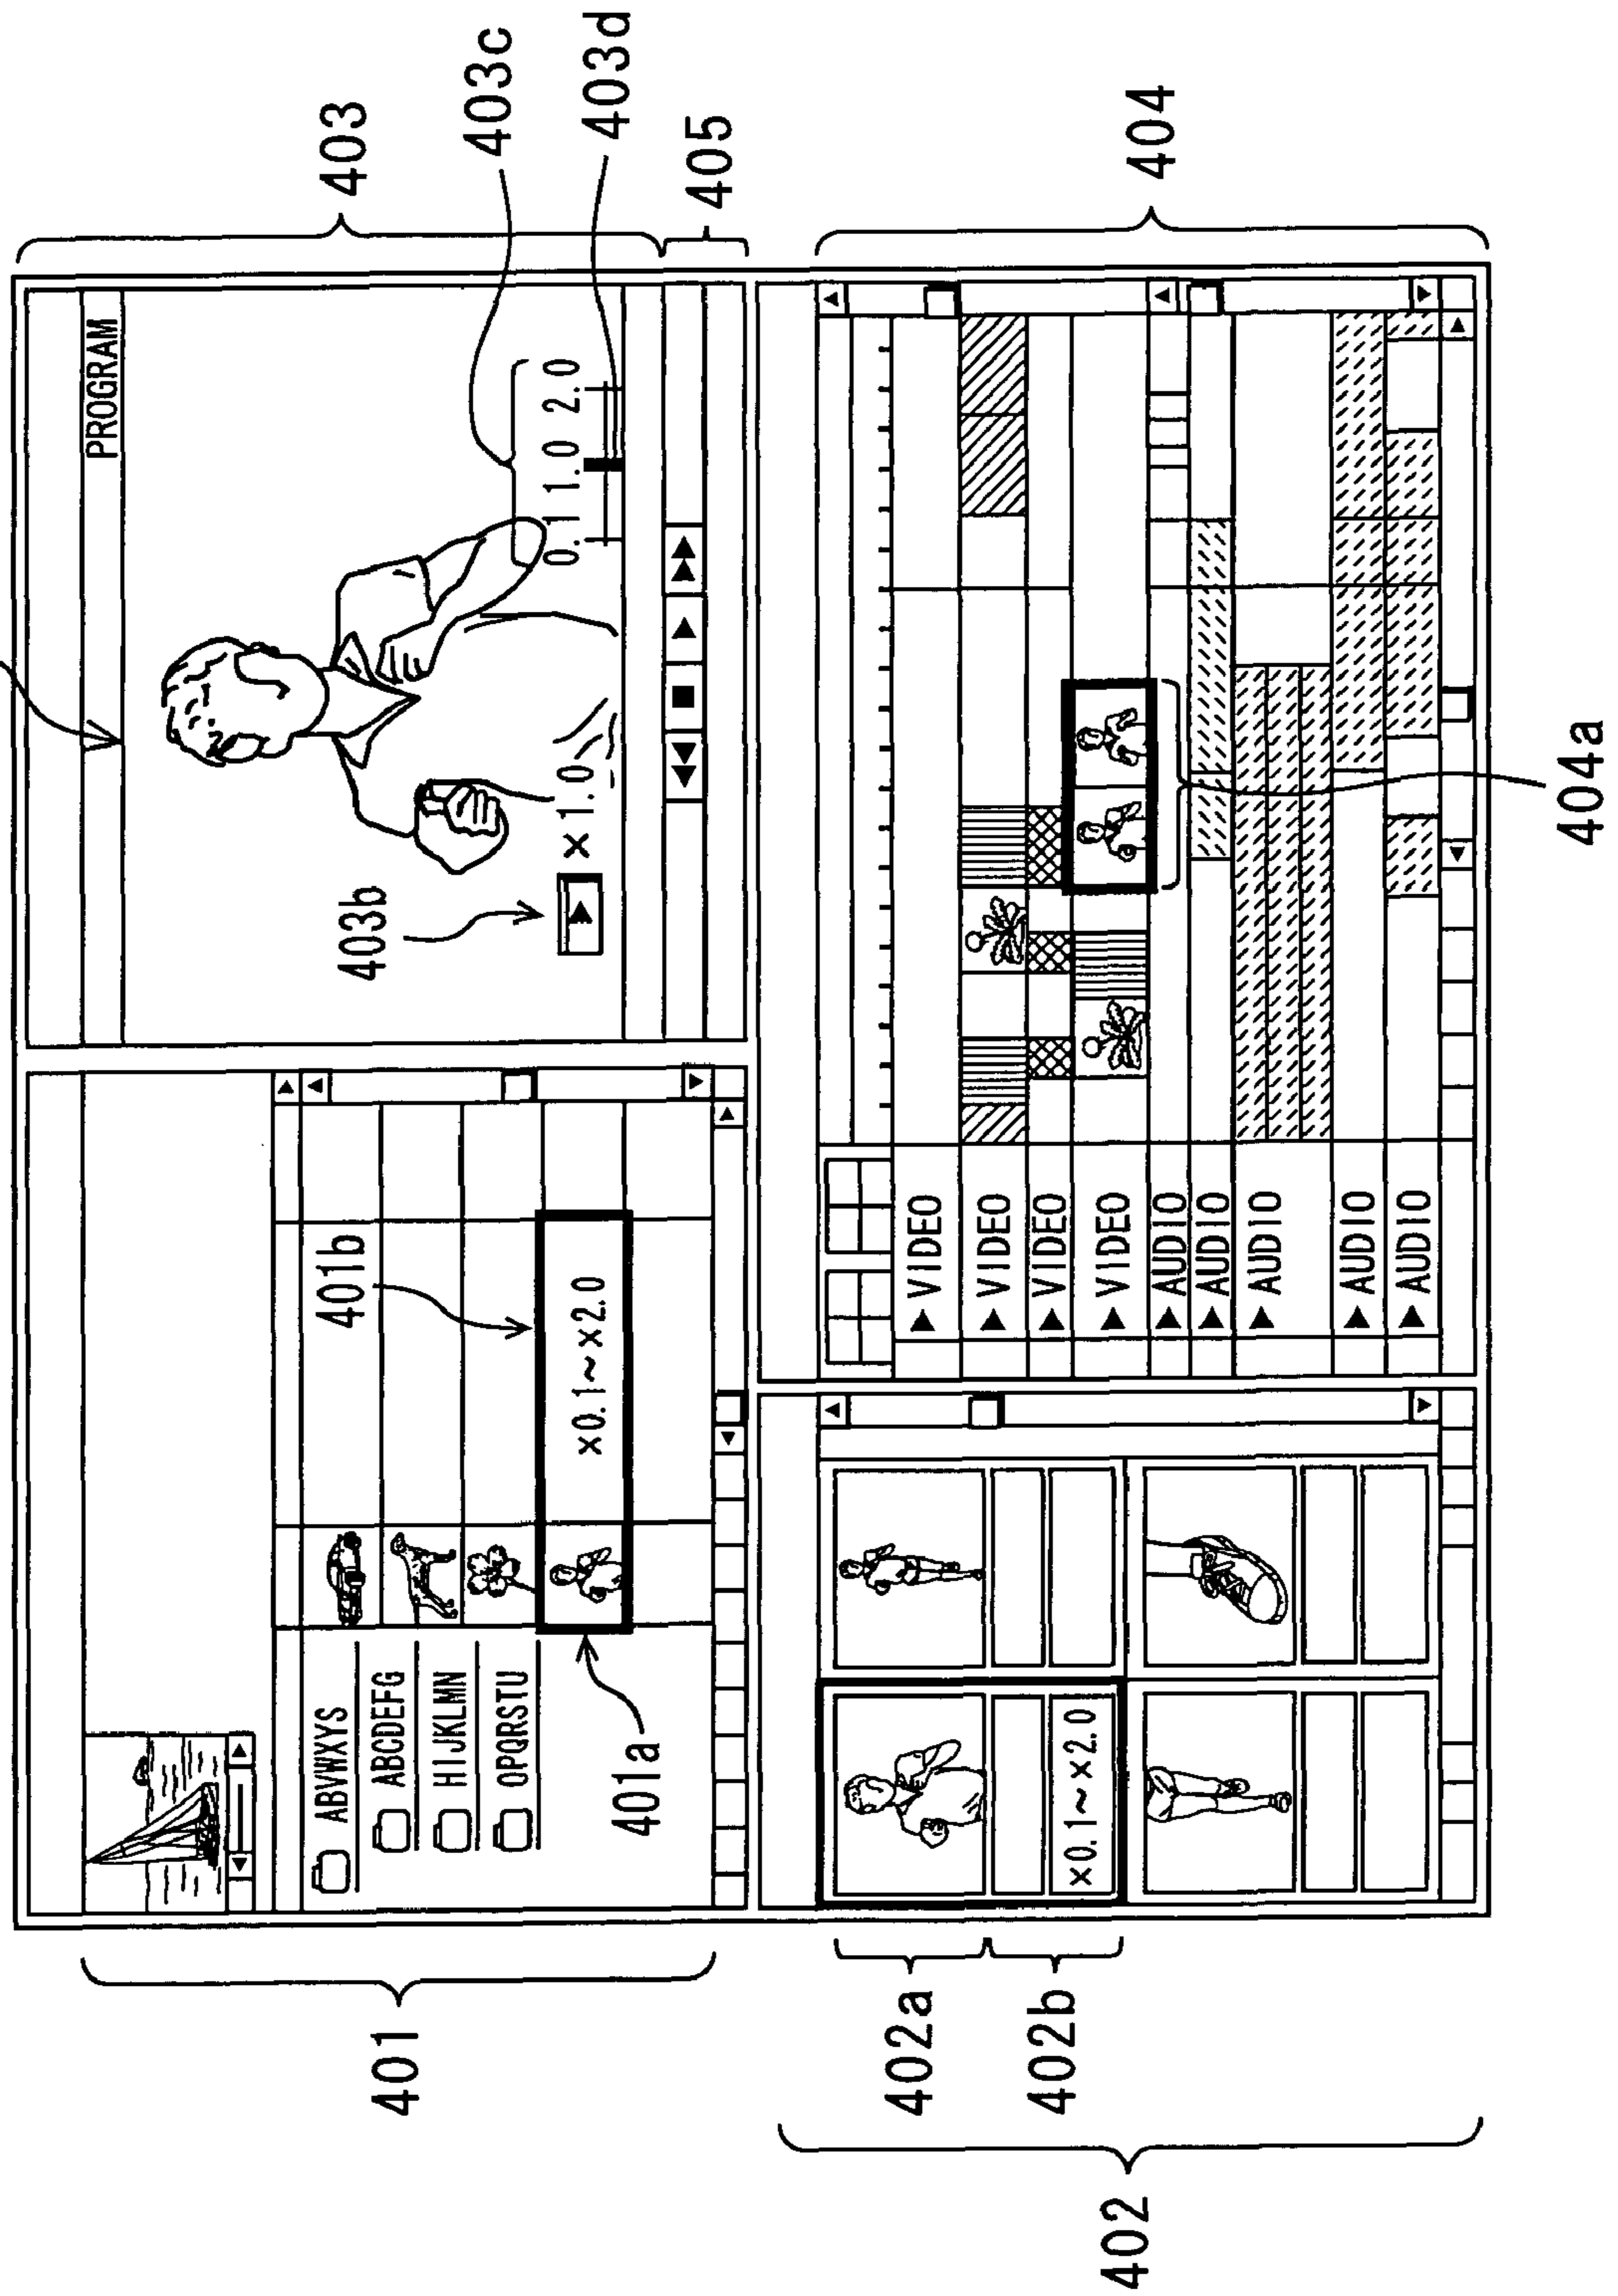 401
403
403c
403d
405
PROGRAM
0.1 1.0 2.0
403b
×1.0
401b
×0.1~×2.0
ABVWXYS
ABCDEFG
HIJKLMN
OPQRSTU
401a
402
402a
402b
×0.1~×2.0
404
VIDEO
VIDEO
VIDEO
VIDEO
AUDIO
AUDIO
AUDIO
AUDIO
AUDIO
404a